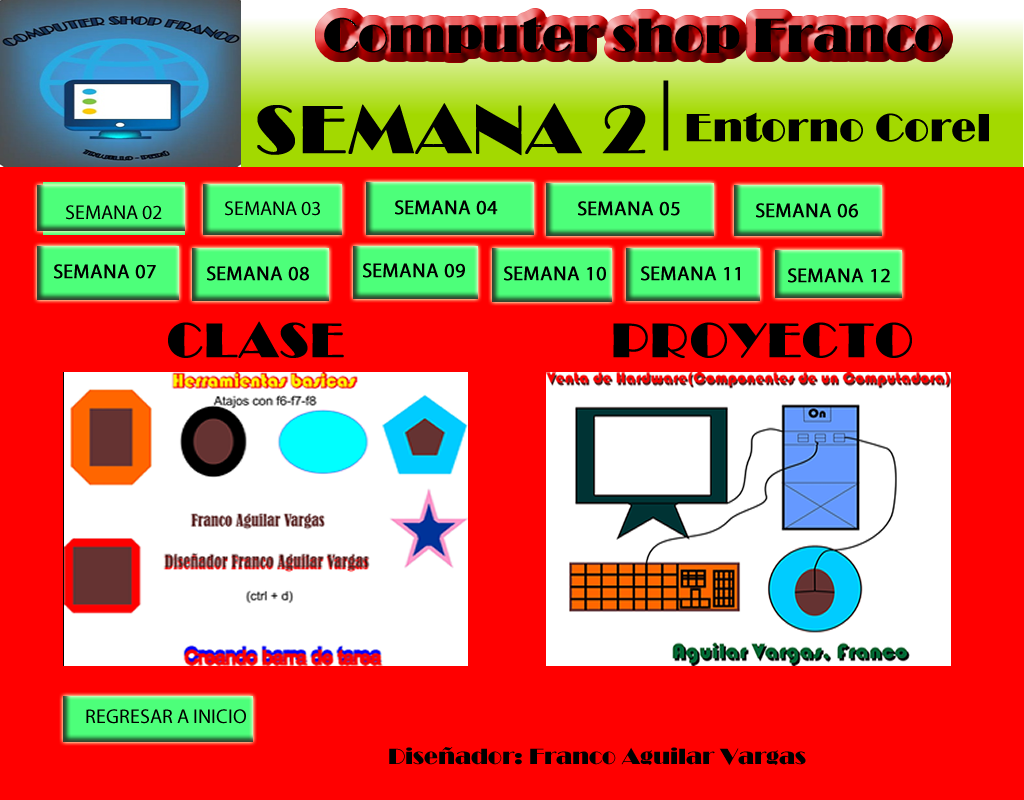 COMPUTER SHOP FRANCO
TRUJILLO - PERÚ
Computer shop Franco
SEMANA 2
Entorno Corel
SEMANA 02
SEMANA 03
SEMANA 04
SEMANA 05
SEMANA 06
SEMANA 07
SEMANA 08
SEMANA 09
SEMANA 10
SEMANA 11
SEMANA 12
CLASE
Herramientas basicas
Atajos con f6-f7-f8
Franco Aguilar Vargas
Diseñador Franco Aguilar Vargas
(ctrl + d)
Creando barra de tarea
PROYECTO
Venta de Hardware(Componentes de un Computadora)
On
Aguilar Vargas, Franco
REGRESAR A INICIO
Diseñador: Franco Aguilar Vargas